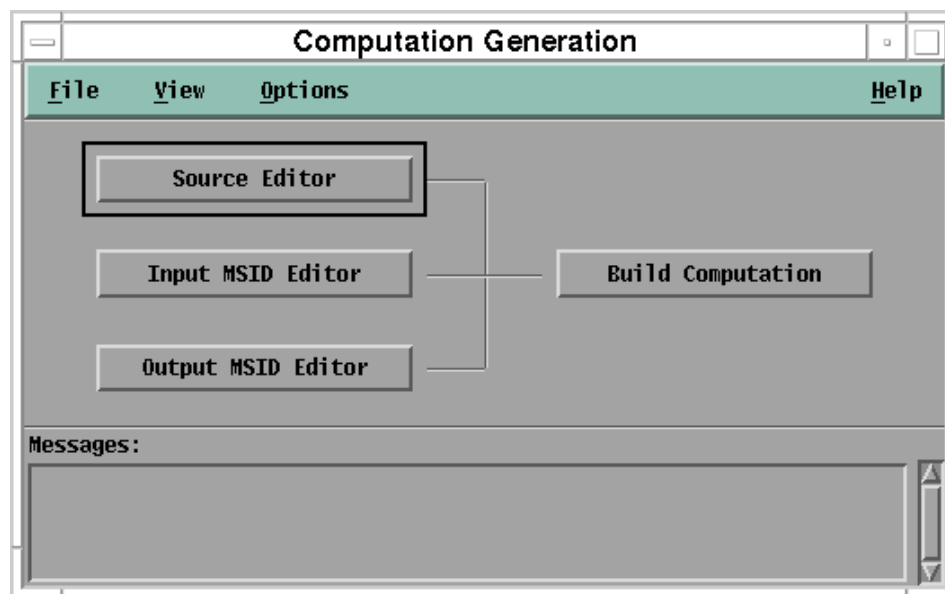 Computation Generation
File View Options Help
Source Editor
Input MSID Editor
Build Computation
Output MSID Editor
Messages: